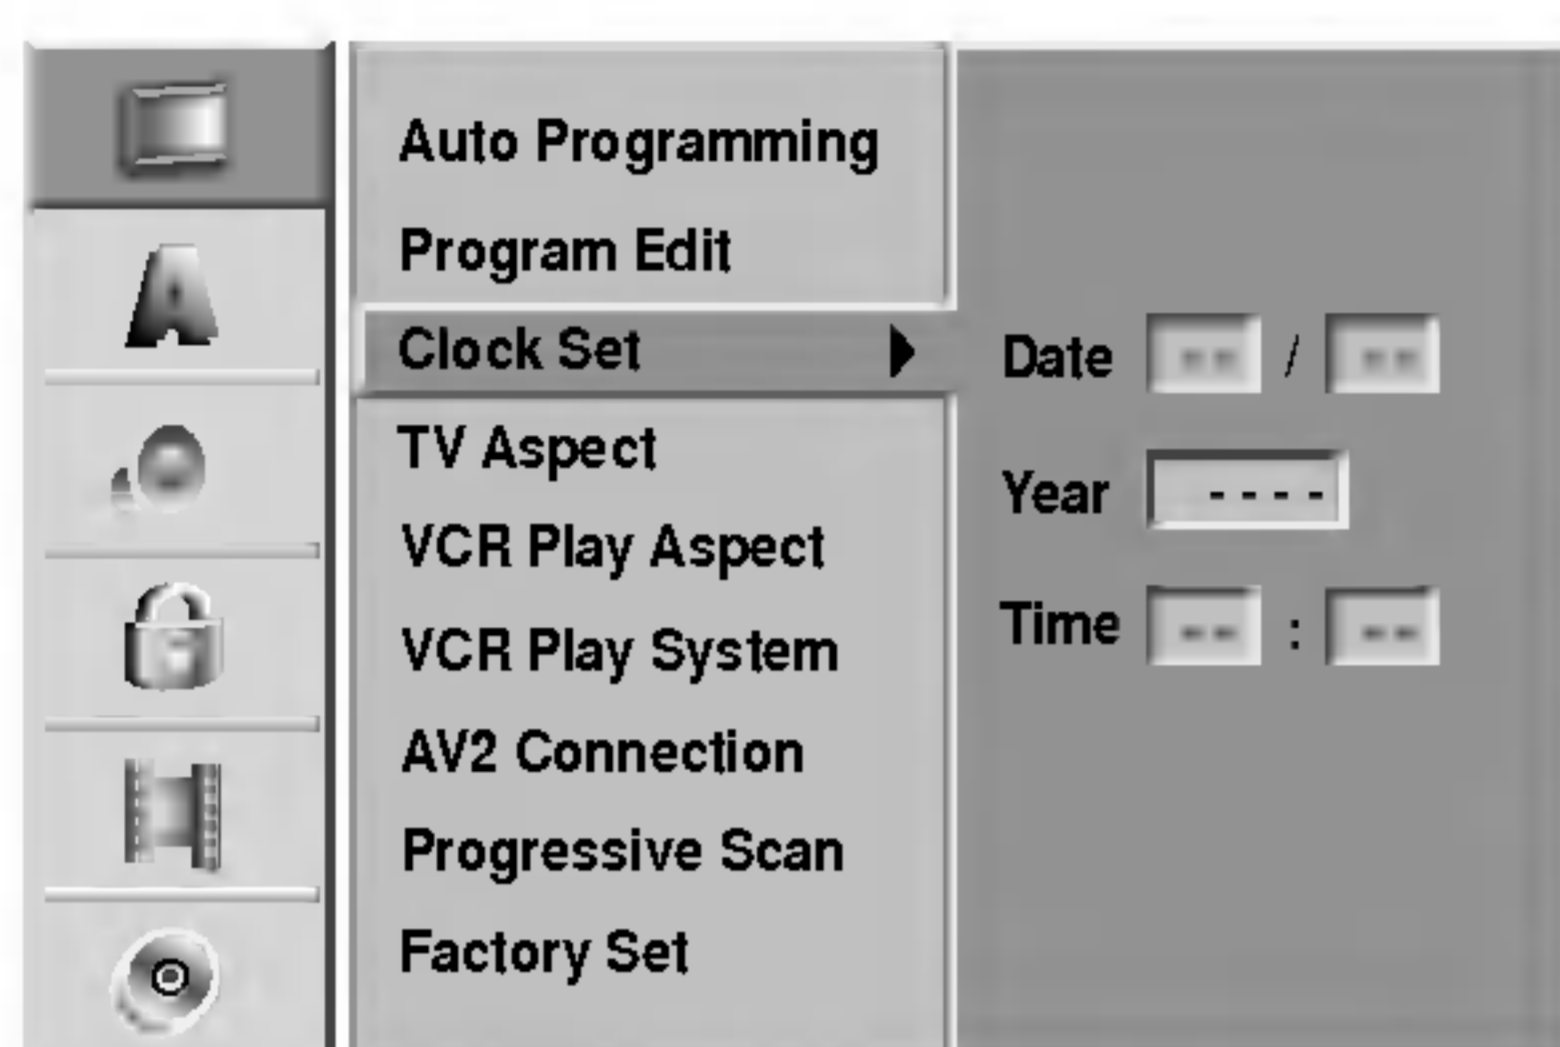 Auto Programming
Program Edit
Clock Set
TV Aspect
VCR Play Aspect
VCR Play System
AV2 Connection
Progressive Scan
Factory Set
Date -- / --
Year ----
Time -- : --